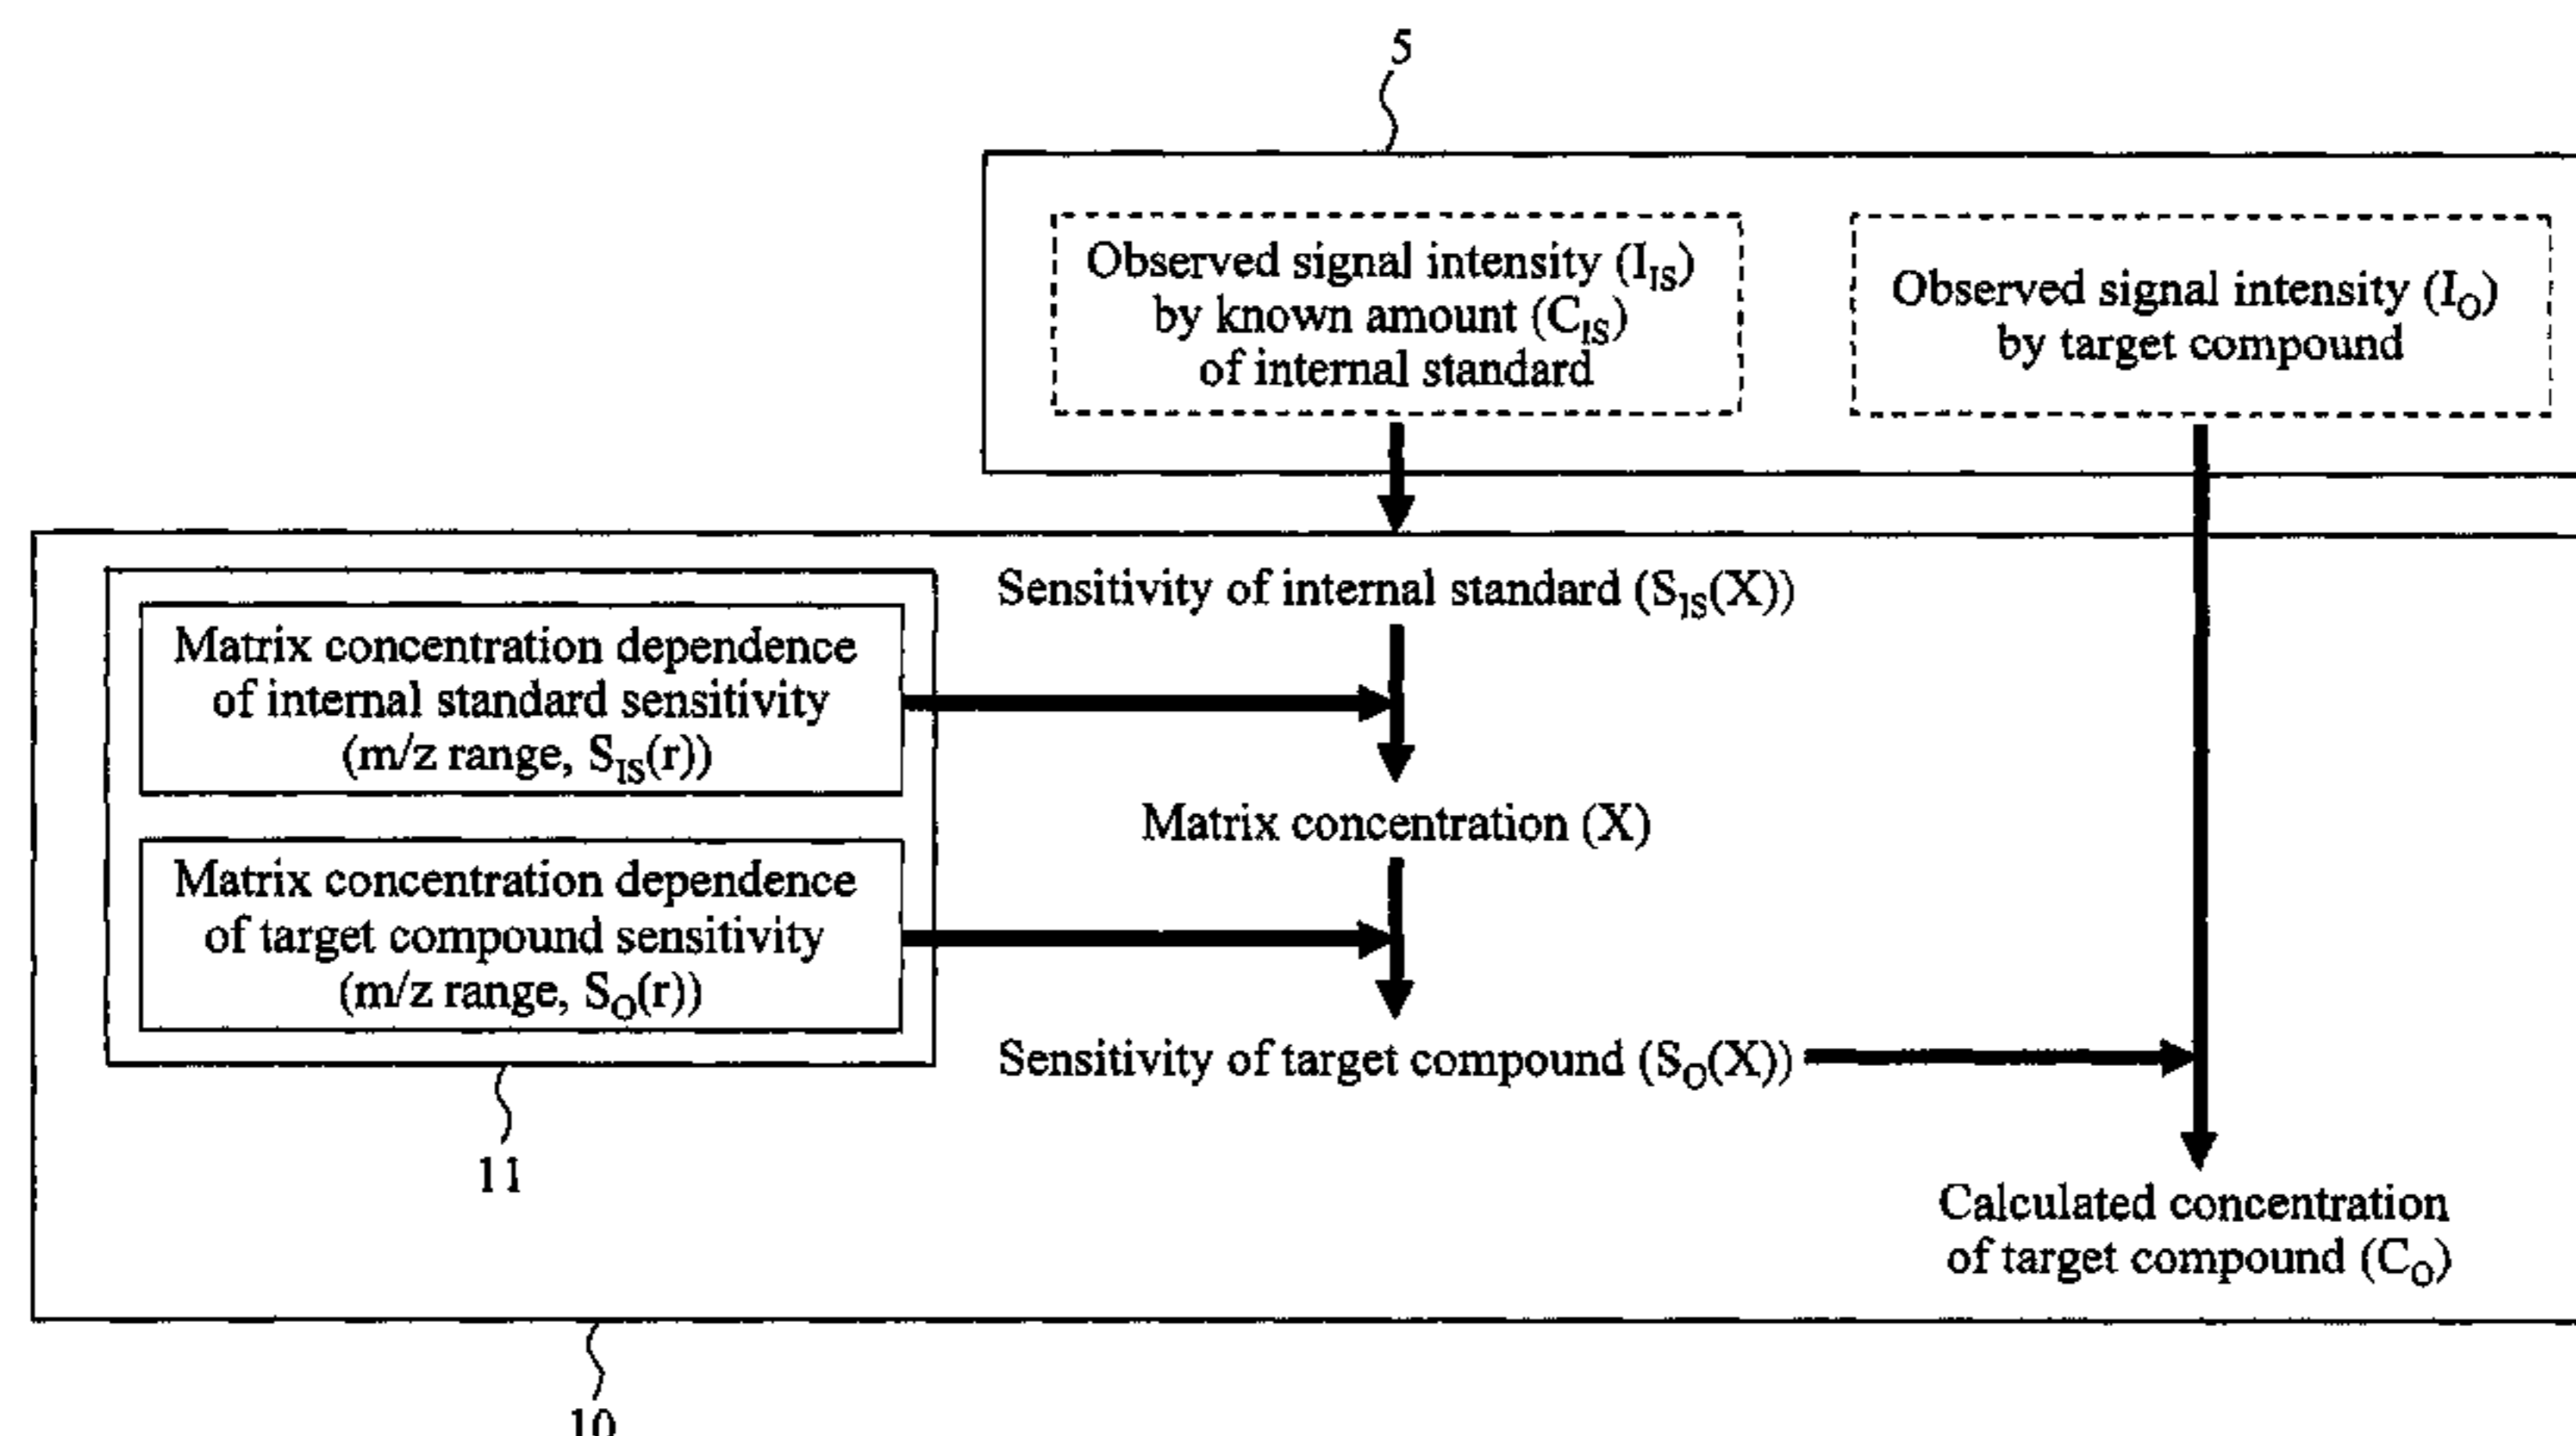 5
Observed signal intensity (I_IS)
by known amount (C_IS)
of internal standard
Observed signal intensity (I_O)
by target compound
Sensitivity of internal standard (S_IS(X))
Matrix concentration dependence
of internal standard sensitivity
(m/z range, S_IS(r))
Matrix concentration (X)
Matrix concentration dependence
of target compound sensitivity
(m/z range, S_O(r))
Sensitivity of target compound (S_O(X))
11
Calculated concentration
of target compound (C_O)
10